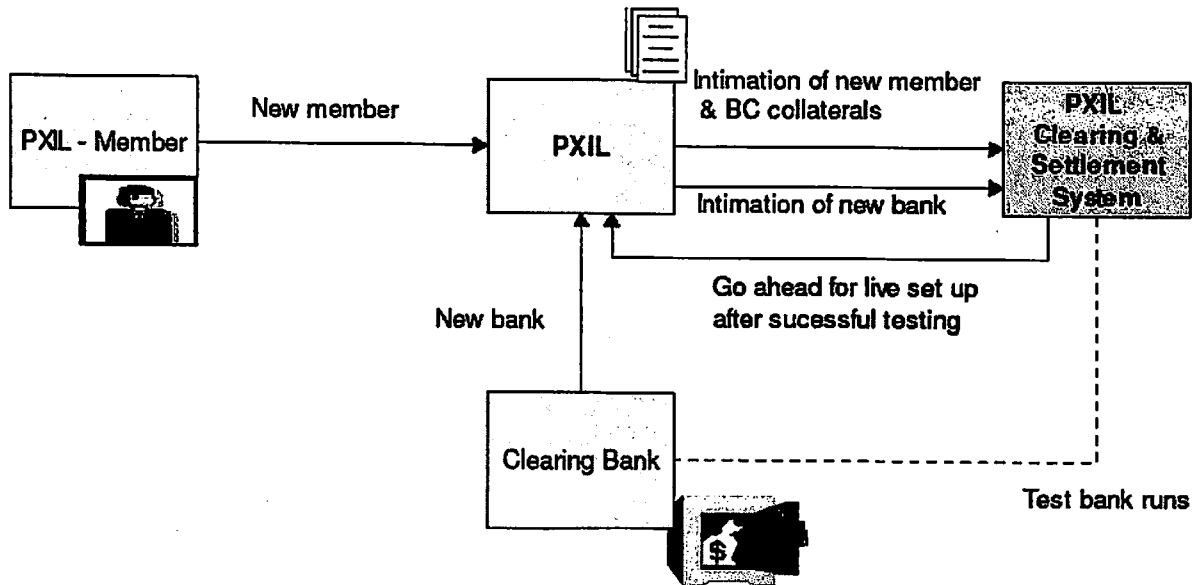 Intimation of new member
& BC collaterals
New member
PXIL - Member
PXIL
PXIL
Clearing &
Settlement
System
Intimation of new bank
Go ahead for live set up
after sucessful testing
New bank
Clearing Bank
Test bank runs
$